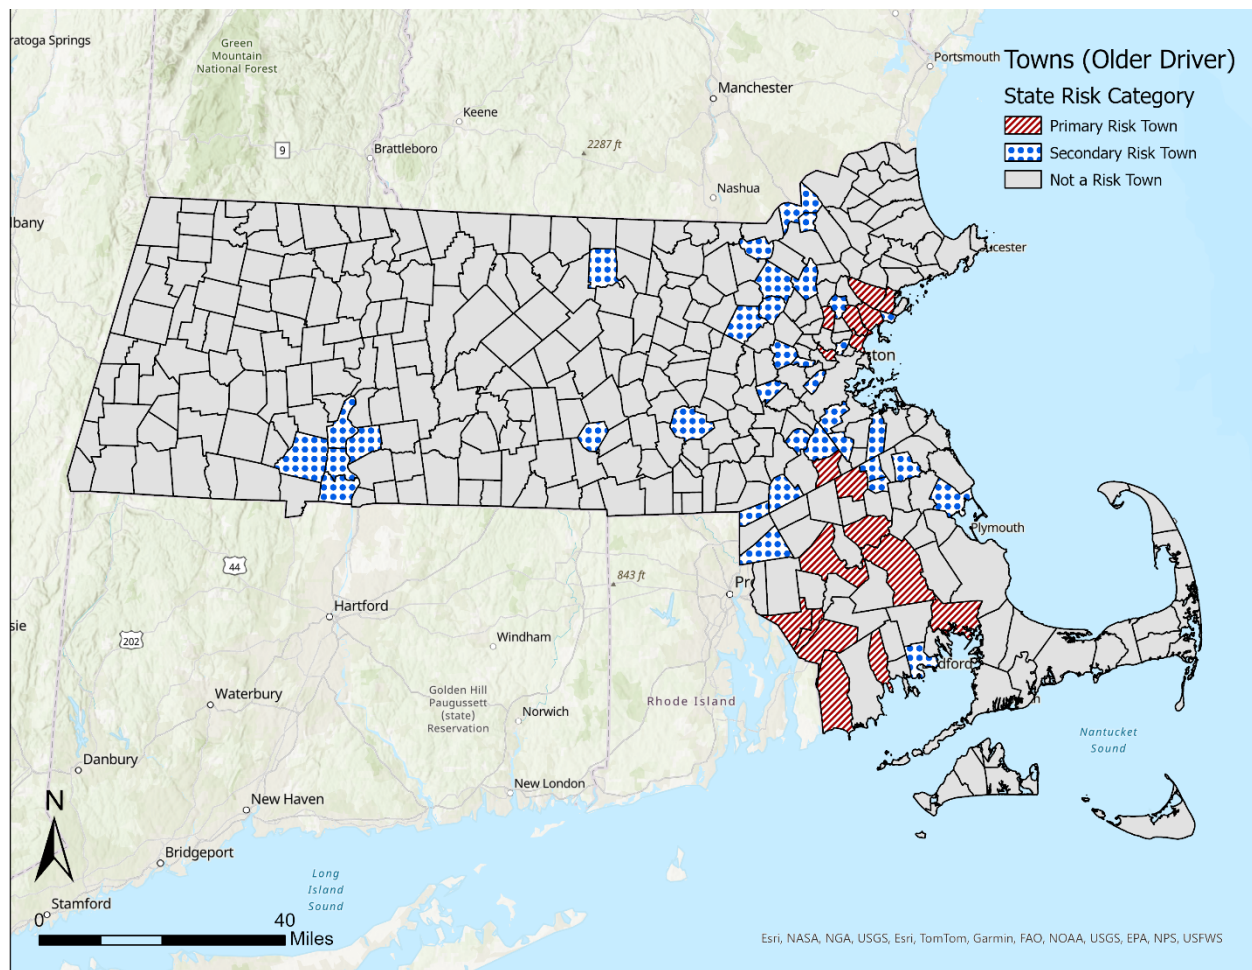 ratoga Springs
Green
Mountain
National Forest
Portsmouth
Towns (Older Driver)
State Risk Category
Primary Risk Town
Secondary Risk Town
Not a Risk Town
Manchester
Keene
9
Brattleboro
2287 ft
Nashua
lbany
cester
ston
Plymouth
44
843 ft
Pr
Hartford
sie
202
Windham
dford
Waterbury
Golden Hill
Paugussett
(state)
Reservation
Norwich
Rhode Island
Nantucket
Sound
Danbury
New London
New Haven
N
Bridgeport
Long
Island
Sound
Stamford
0
40
Miles
Esri, NASA, NGA, USGS, Esri, TomTom, Garmin, FAO, NOAA, USGS, EPA, NPS, USFWS